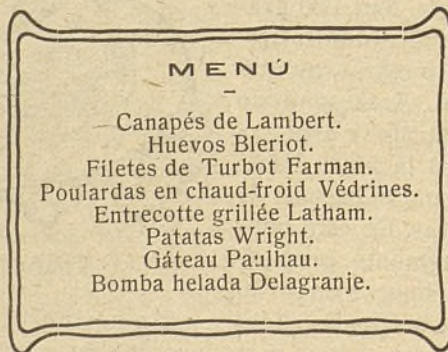 MENÚ
Canapés de Lambert.
Huevos Bleriot.
Filetes de Turbot Farman.
Poulardas en chaud-froid Védrines.
Entrecotte grillée Latham.
Patatas Wright.
Gáteau Paulhau.
Bomba helada Delagranje.